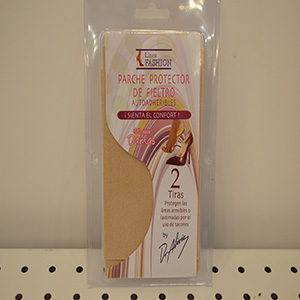 Línea
FASHION
PARCHE PROTECTOR
DE FIELTRO
AUTOADHERIBLES
¡ SIENTA EL CONFORT !
2
Tiras
Protegen las
áreas sensibles o
lastimadas por el
uso de tacones
by